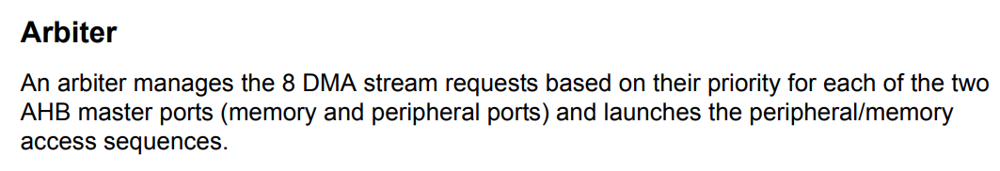 Arbiter
An arbiter manages the 8 DMA stream requests based on their priority for each of the two
AHB master ports (memory and peripheral ports) and launches the peripheral/memory
access sequences.